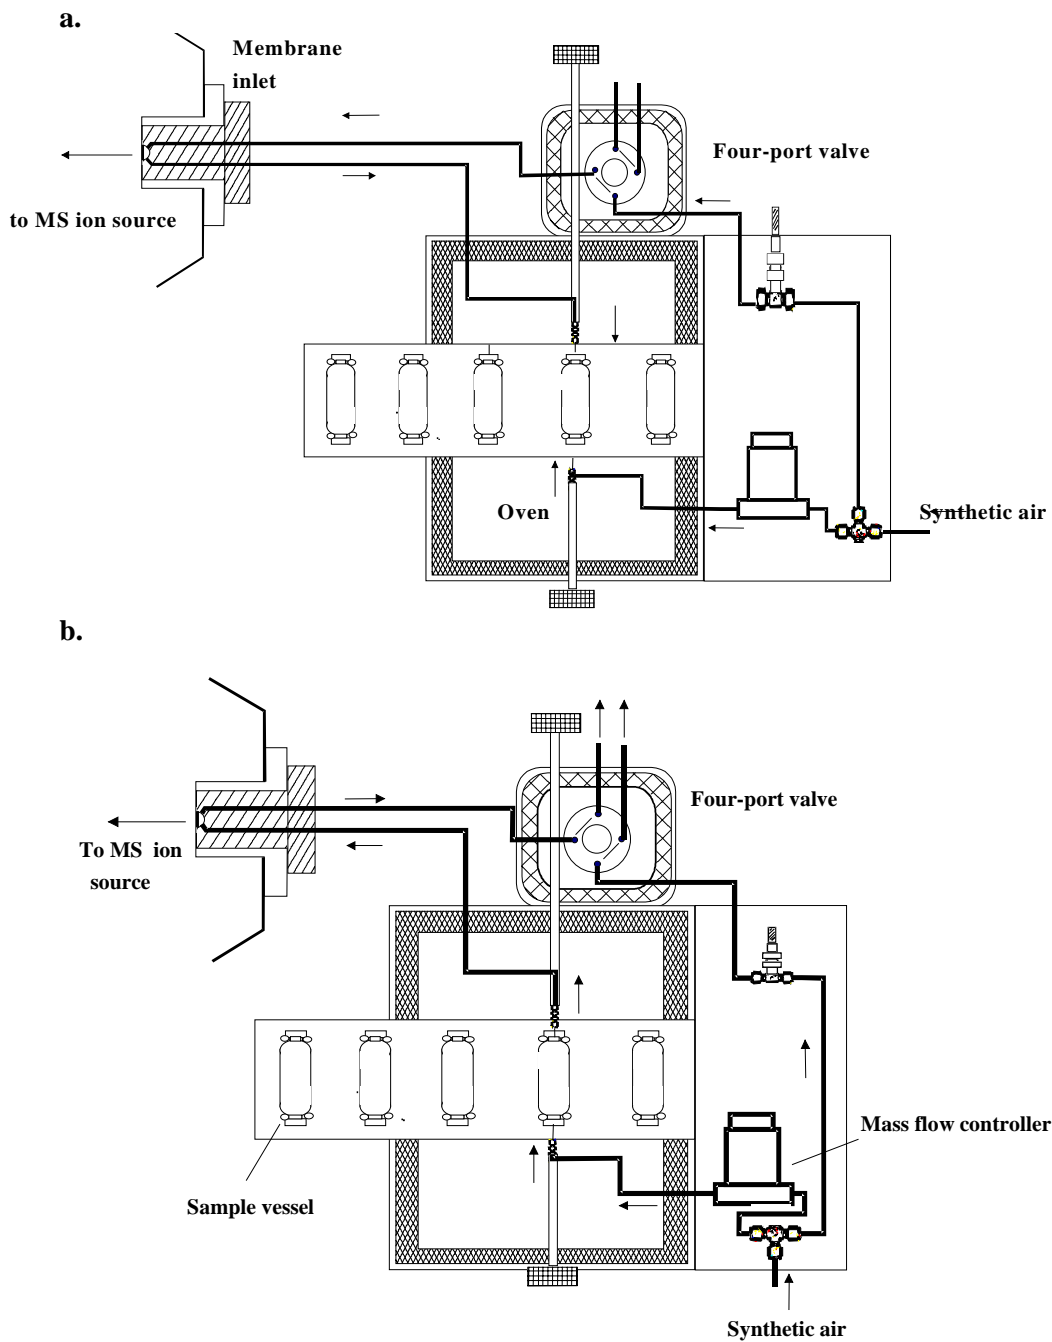 a.
Membrane
inlet
Four-port valve
to MS ion source
Oven
Synthetic air
b.
Four-port valve
To MS ion
source
Mass flow controller
Sample vessel
Synthetic air